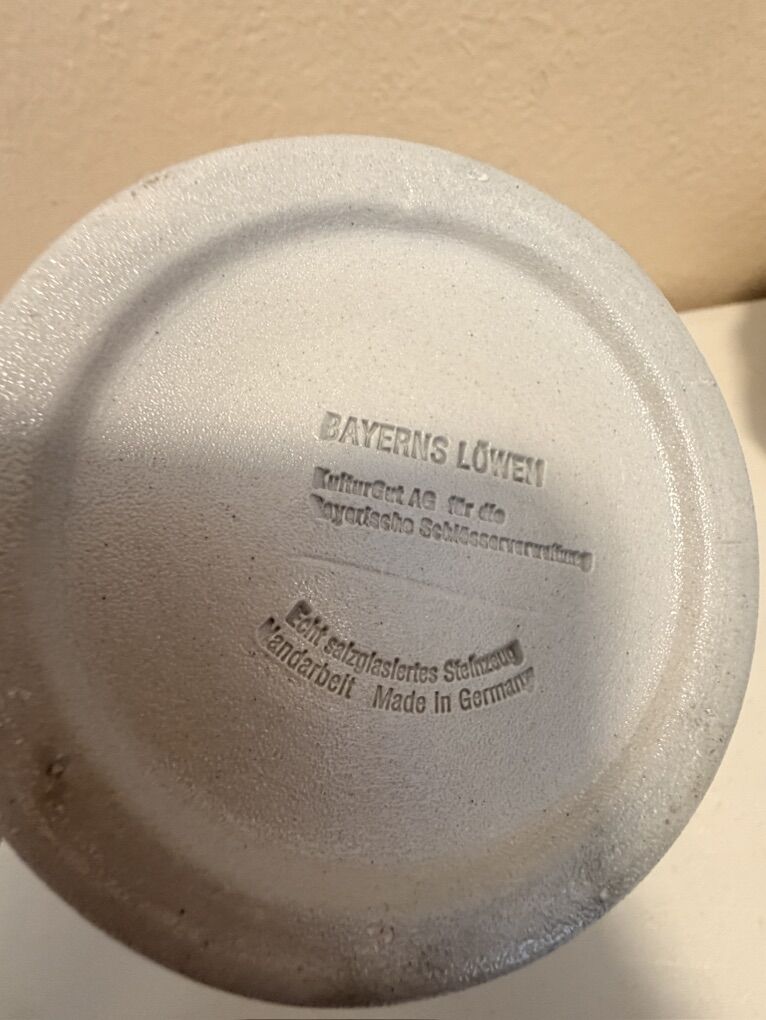 BAYERNS LÖWEN
KulturGut AG für die
Bayerische Schlösserverwaltung
Echt salzglasiertes Steinzeug
Handarbeit Made in Germany